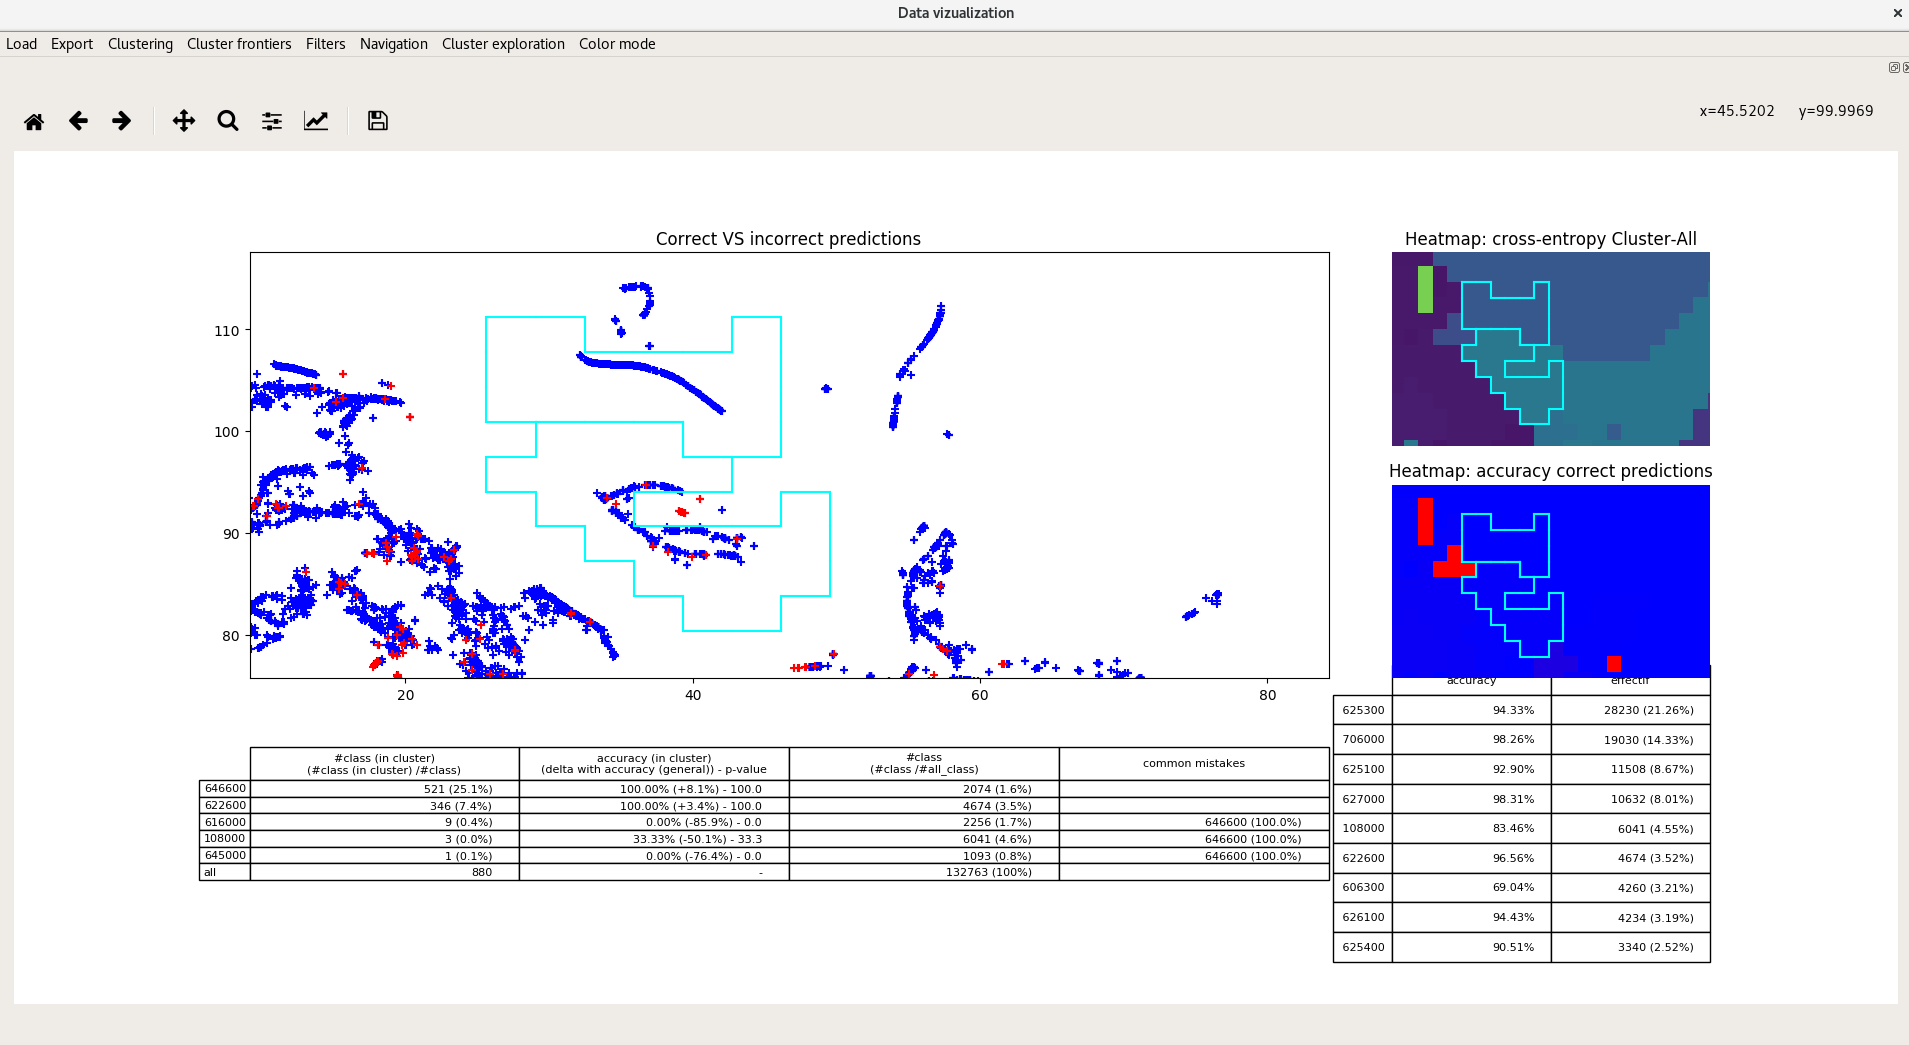 Data vizualization
Load Export Clustering Cluster frontiers Filters Navigation Cluster exploration Color mode
x=45.5202 y=99.9969
Correct VS incorrect predictions
110
100
90
80
20 40 60 80
Heatmap: cross-entropy Cluster-All
Heatmap: accuracy correct predictions
accuracy effectif
625300 94.33% 28230 (21.26%)
706000 98.26% 19030 (14.33%)
625100 92.90% 11508 (8.67%)
627000 98.31% 10632 (8.01%)
108000 83.46% 6041 (4.55%)
622600 96.56% 4674 (3.52%)
606300 69.04% 4260 (3.21%)
626100 94.43% 4234 (3.19%)
625400 90.51% 3340 (2.52%)
#class (in cluster) accuracy (in cluster) #class common mistakes
(#class (in cluster) /#class) (delta with accuracy (general)) - p-value (#class /#all_class)
646600 521 (25.1%) 100.00% (+8.1%) - 100.0 2074 (1.6%)
622600 346 (7.4%) 100.00% (+3.4%) - 100.0 4674 (3.5%)
616000 9 (0.4%) 0.00% (-85.9%) - 0.0 2256 (1.7%) 646600 (100.0%)
108000 3 (0.0%) 33.33% (-50.1%) - 33.3 6041 (4.6%) 646600 (100.0%)
645000 1 (0.1%) 0.00% (-76.4%) - 0.0 1093 (0.8%) 646600 (100.0%)
all 880 - 132763 (100%)